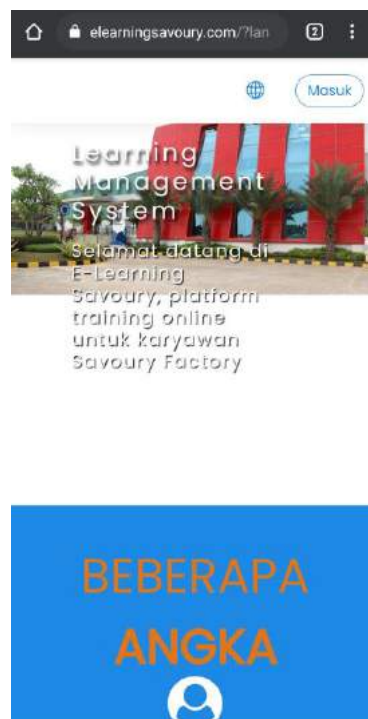 elearningsavoury.com/?lan
2
Masuk
Learning
Management
System
Selamat datang di
E-Learning
Savoury, platform
training online
untuk karyawan
Savoury Factory
BEBERAPA
ANGKA